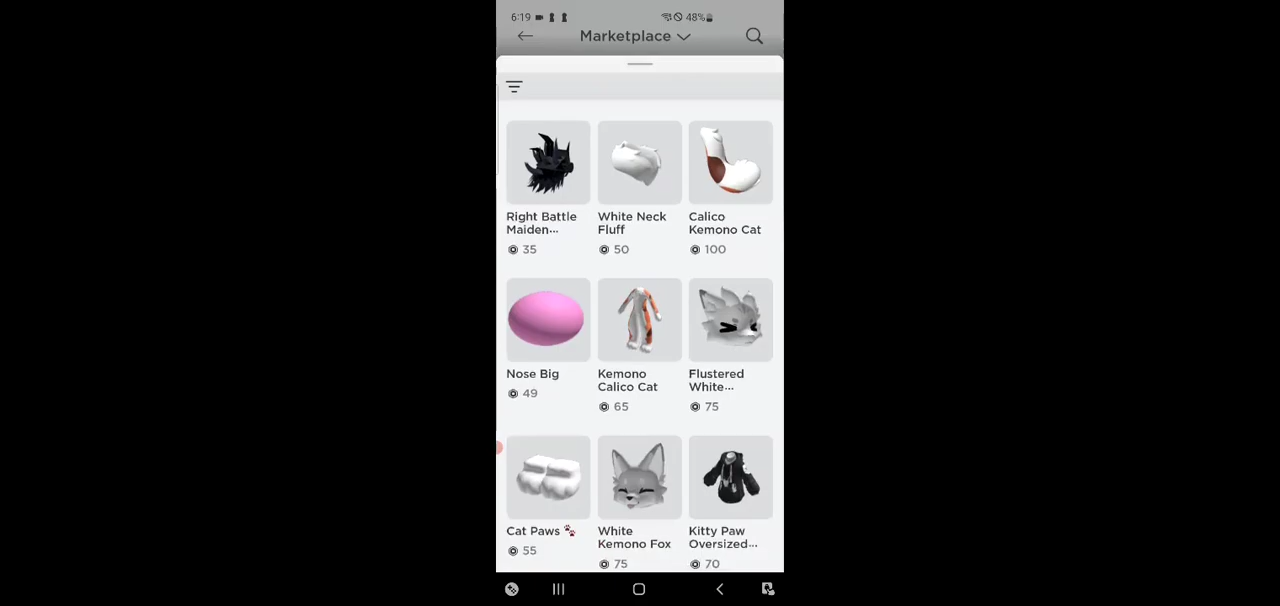 6:19 48%
Marketplace
Right Battle White Neck Calico
Maiden... Fluff Kemono Cat
35 50 100
Nose Big Kemono Flustered
49 Calico Cat White...
65 75
Cat Paws 🐾 White Kitty Paw
55 Kemono Fox Oversized...
75 70